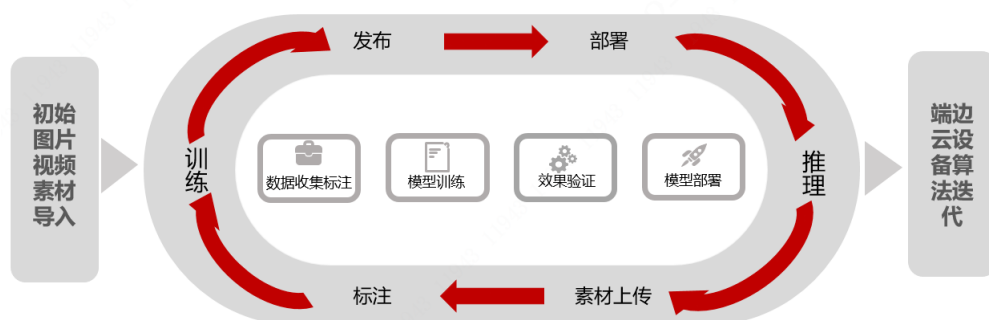 初始
图片
视频
素材
导入
发布
部署
训
练
数据收集标注
模型训练
效果验证
模型部署
推
理
标注
素材上传
端边
云设
备算
法迭
代